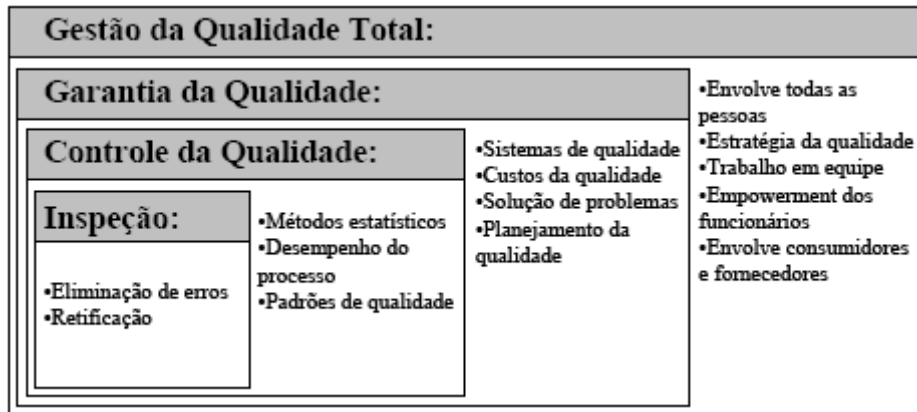 Gestão da Qualidade Total:
Garantia da Qualidade:
Controle da Qualidade:
Inspeção:
•Eliminação de erros
•Retificação
•Métodos estatísticos
•Desempenho do
processo
•Padrões de qualidade
•Sistemas de qualidade
•Custos da qualidade
•Solução de problemas
•Planejamento da
qualidade
•Envolve todas as
pessoas
•Estratégia da qualidade
•Trabalho em equipe
•Empowerment dos
funcionários
•Envolve consumidores
e fornecedores